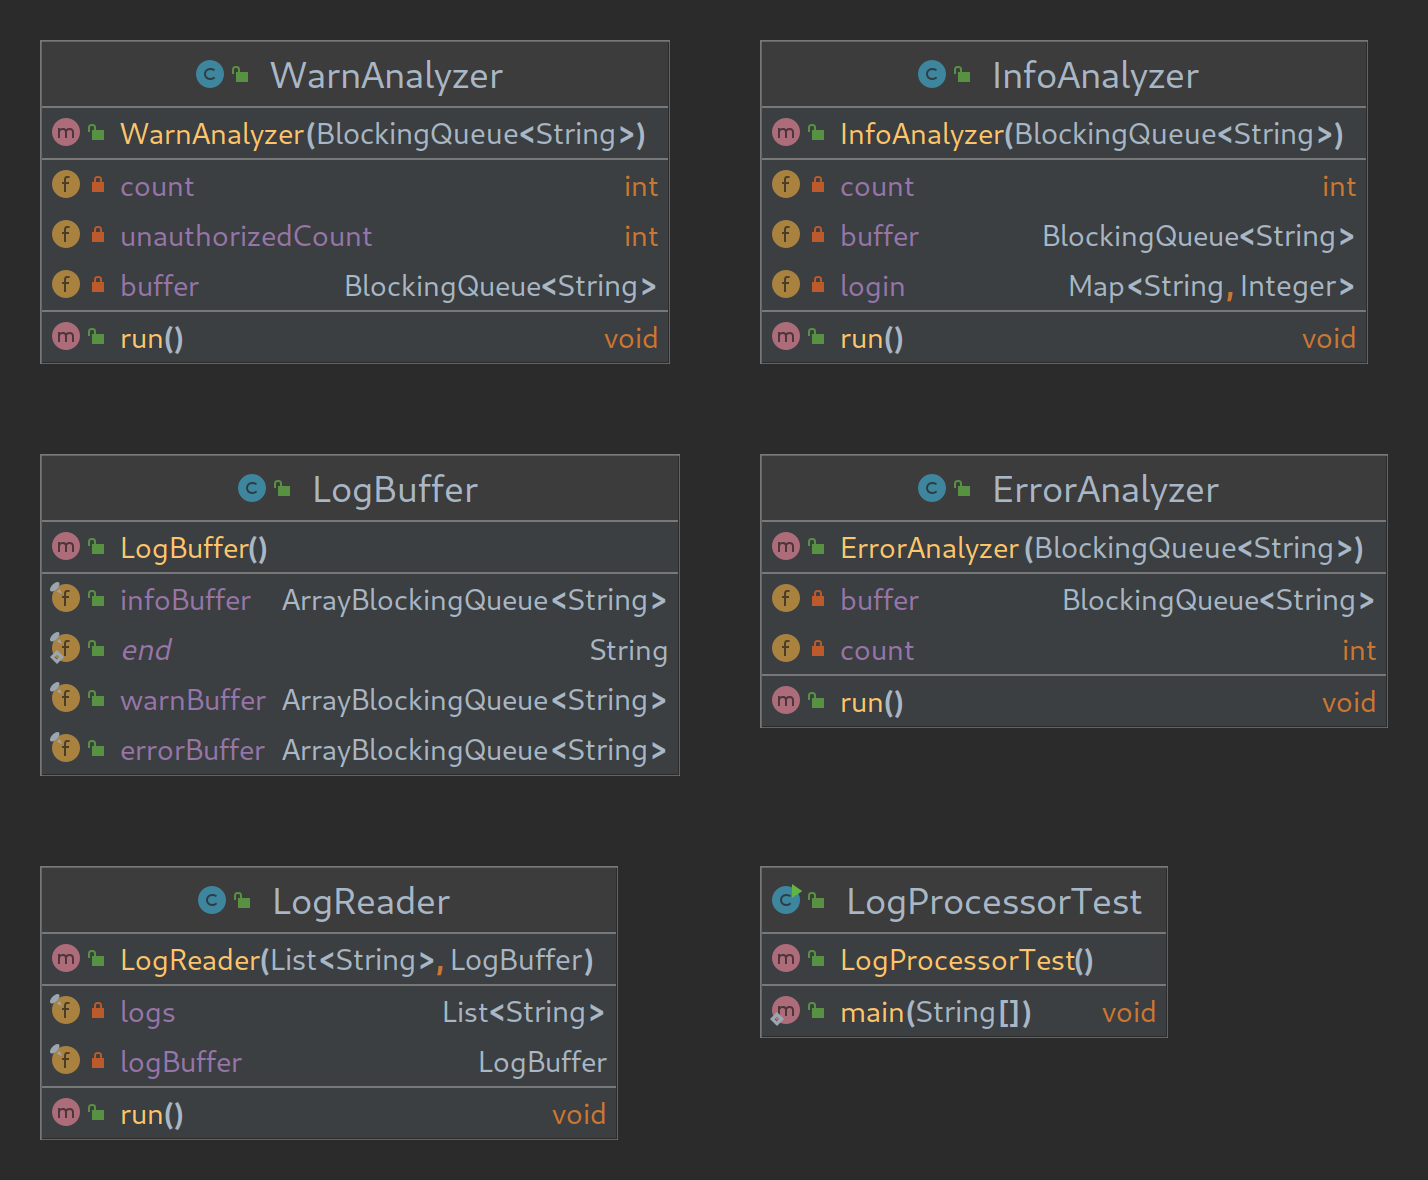 WarnAnalyzer
WarnAnalyzer(BlockingQueue<String>)
count int
unauthorizedCount int
buffer BlockingQueue<String>
run() void
InfoAnalyzer
InfoAnalyzer(BlockingQueue<String>)
count int
buffer BlockingQueue<String>
login Map<String, Integer>
run() void
LogBuffer
LogBuffer()
infoBuffer ArrayBlockingQueue<String>
end String
warnBuffer ArrayBlockingQueue<String>
errorBuffer ArrayBlockingQueue<String>
ErrorAnalyzer
ErrorAnalyzer(BlockingQueue<String>)
buffer BlockingQueue<String>
count int
run() void
LogReader
LogReader(List<String>, LogBuffer)
logs List<String>
logBuffer LogBuffer
run() void
LogProcessorTest
LogProcessorTest()
main(String[]) void